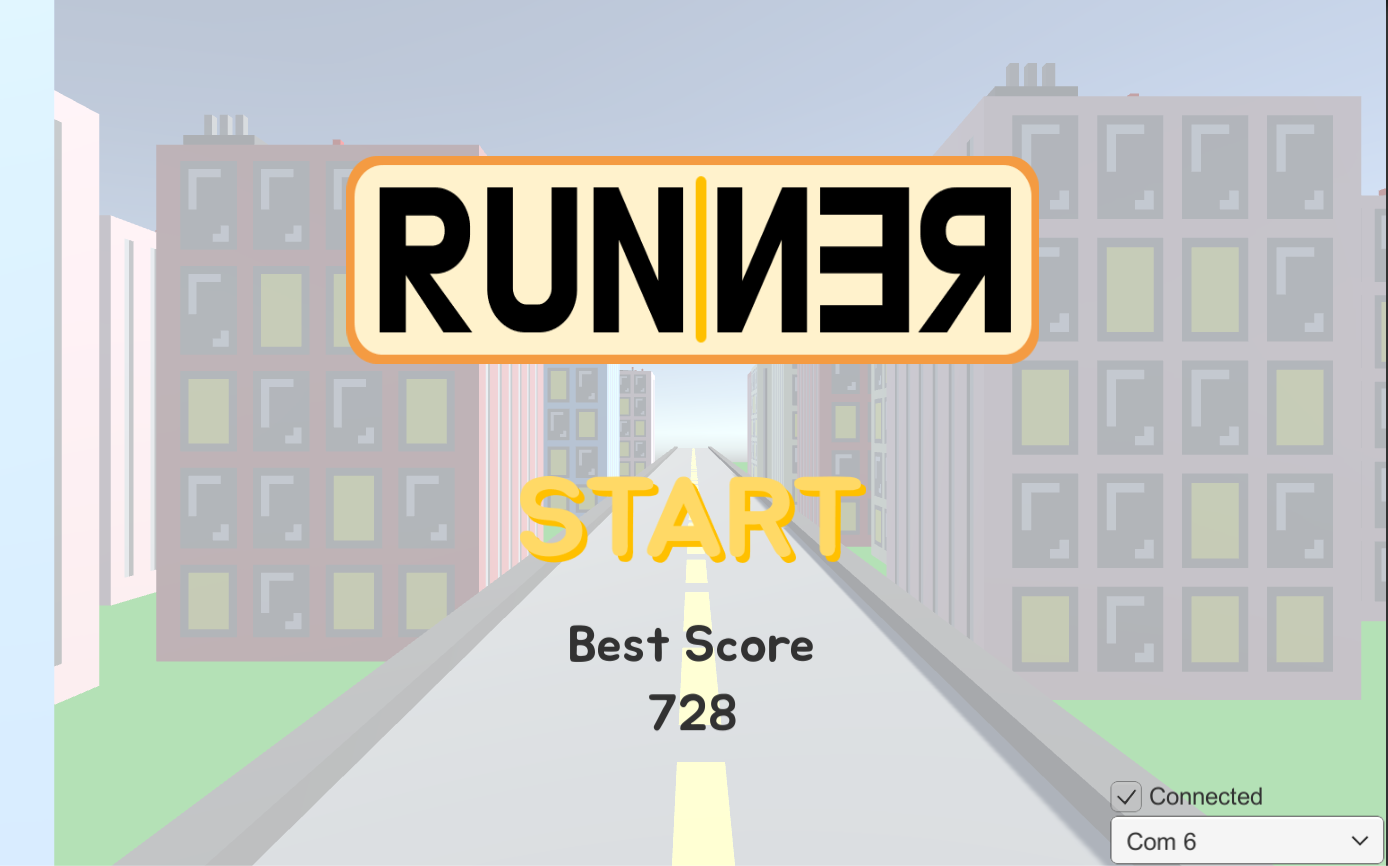 RUNNER
START
Best Score
728
Connected
Com 6